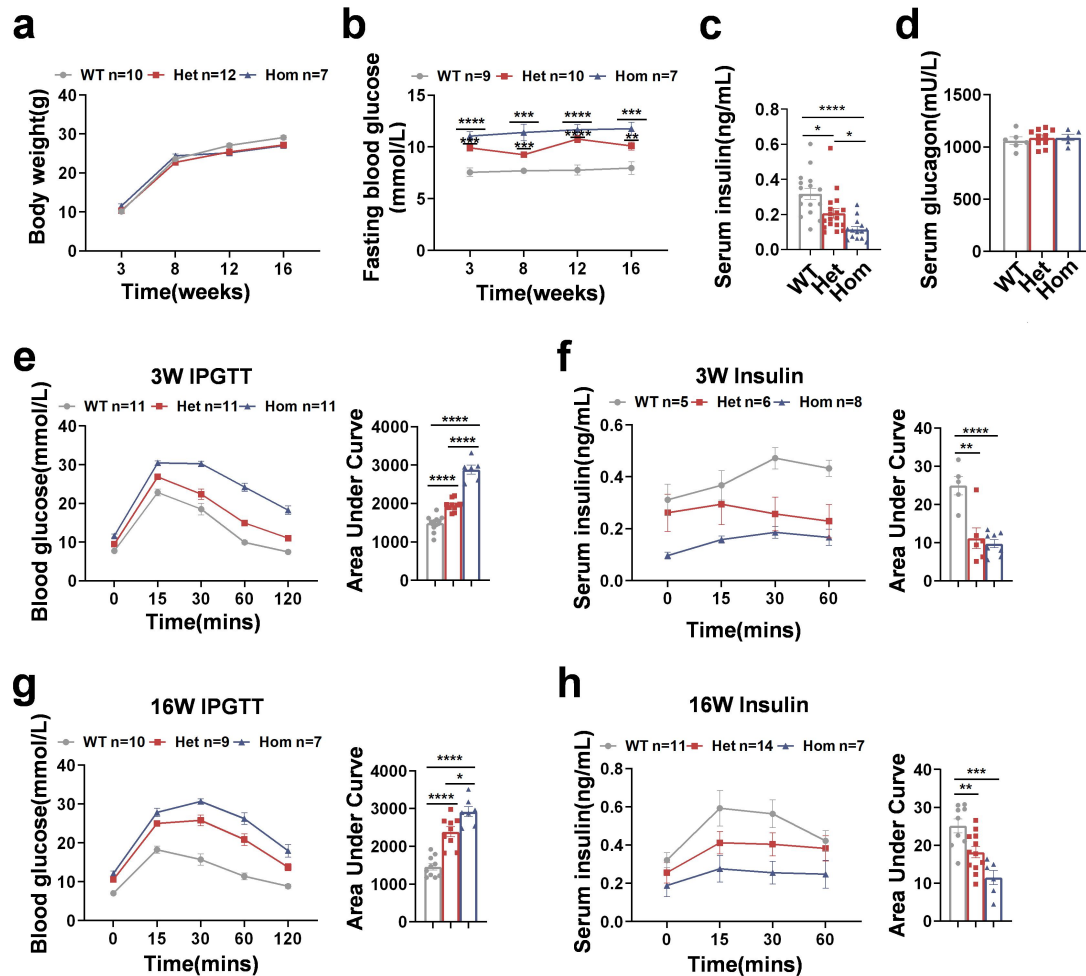 a
WT n=10 Het n=12 Hom n=7
Body weight(g)
40
30
20
10
0
3 8 12 16
Time(weeks)
b
WT n=9 Het n=10 Hom n=7
Fasting blood glucose
(mmol/L)
15
10
5
0
**** *** **** ***
*** *** **** **
3 8 12 16
Time(weeks)
c
Serum insulin(ng/mL)
0.8
0.6
0.4
0.2
0.0
****
* *
WT Het Hom
d
Serum glucagon(mU/L)
1500
1000
500
0
WT Het Hom
e
3W IPGTT
WT n=11 Het n=11 Hom n=11
Blood glucose(mmol/L)
40
30
20
10
0
0 15 30 60 120
Time(mins)
Area Under Curve
4000
3000
2000
1000
0
****
****
****
f
3W Insulin
WT n=5 Het n=6 Hom n=8
Serum insulin(ng/mL)
0.6
0.4
0.2
0.0
0 15 30 60
Time(mins)
Area Under Curve
40
30
20
10
0
****
**
g
16W IPGTT
WT n=10 Het n=9 Hom n=7
Blood glucose(mmol/L)
40
30
20
10
0
0 15 30 60 120
Time(mins)
Area Under Curve
4000
3000
2000
1000
0
****
*
****
h
16W Insulin
WT n=11 Het n=14 Hom n=7
Serum insulin(ng/mL)
0.8
0.6
0.4
0.2
0.0
0 15 30 60
Time(mins)
Area Under Curve
40
30
20
10
0
***
**